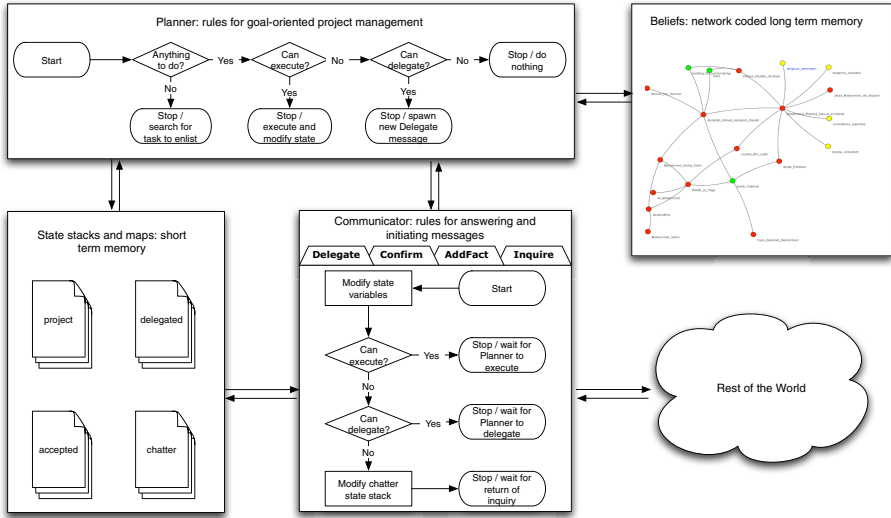 Planner: rules for goal-oriented project management
Start
Anything
to do?
Yes
Can
execute?
No
Can
delegate?
No
Stop / do
nothing
No
Yes
Yes
Stop /
search for
task to enlist
Stop /
execute and
modify state
Stop / spawn
new Delegate
message
Beliefs: network coded long term memory
State stacks and maps: short
term memory
project
delegated
accepted
chatter
Communicator: rules for answering and
initiating messages
Delegate
Confirm
AddFact
Inquire
Modify state
variables
Start
Can
execute?
Yes
Stop / wait for
Planner to
execute
No
Can
delegate?
Yes
Stop / wait for
Planner to
delegate
No
Modify chatter
state stack
Stop / wait for
return of
inquiry
Rest of the World